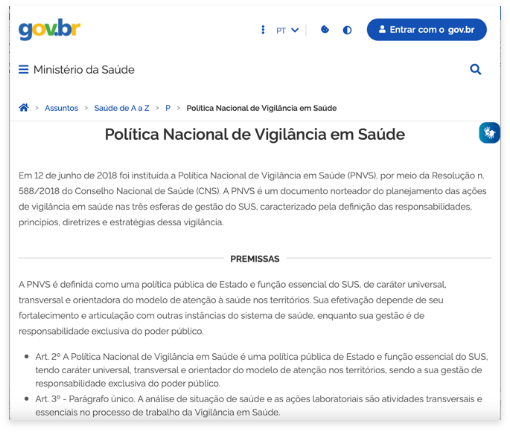 gov.br
PT
Entrar com o gov.br
Ministério da Saúde
Assuntos > Saúde de A a Z > P > Política Nacional de Vigilância em Saúde
Política Nacional de Vigilância em Saúde
Em 12 de junho de 2018 foi instituída a Política Nacional de Vigilância em Saúde (PNVS), por meio da Resolução n.
588/2018 do Conselho Nacional de Saúde (CNS). A PNVS é um documento norteador do planejamento das ações
de vigilância em saúde nas três esferas de gestão do SUS, caracterizado pela definição das responsabilidades,
princípios, diretrizes e estratégias dessa vigilância.
PREMISSAS
A PNVS é definida como uma política pública de Estado e função essencial do SUS, de caráter universal,
transversal e orientadora do modelo de atenção à saúde nos territórios. Sua efetivação depende de seu
fortalecimento e articulação com outras instâncias do sistema de saúde, enquanto sua gestão é de
responsabilidade exclusiva do poder público.
Art. 2º A Política Nacional de Vigilância em Saúde é uma política pública de Estado e função essencial do SUS,
tendo caráter universal, transversal e orientador do modelo de atenção nos territórios, sendo a sua gestão de
responsabilidade exclusiva do poder público.
Art. 3º - Parágrafo único. A análise de situação de saúde e as ações laboratoriais são atividades transversais e
essenciais no processo de trabalho da Vigilância em Saúde.